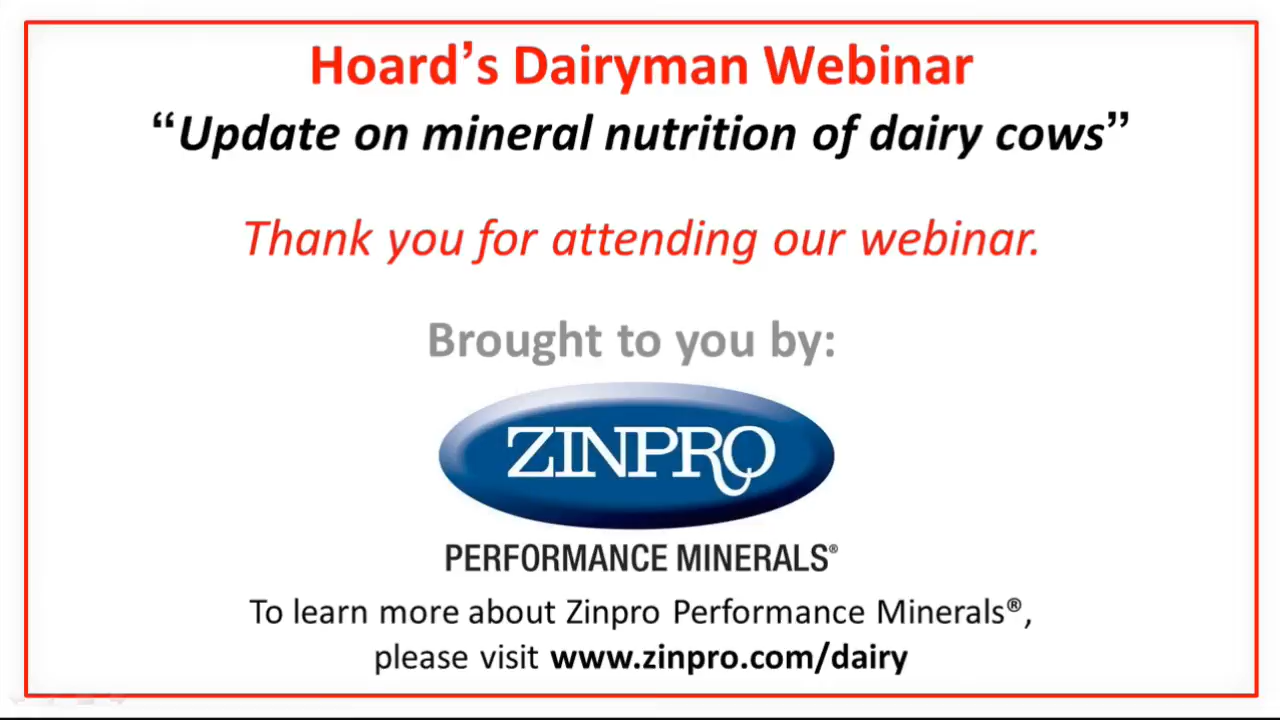 Hoard’s Dairyman Webinar
“Update on mineral nutrition of dairy cows”
Thank you for attending our webinar.
Brought to you by:
ZINPRO
PERFORMANCE MINERALS®
To learn more about Zinpro Performance Minerals®,
please visit www.zinpro.com/dairy